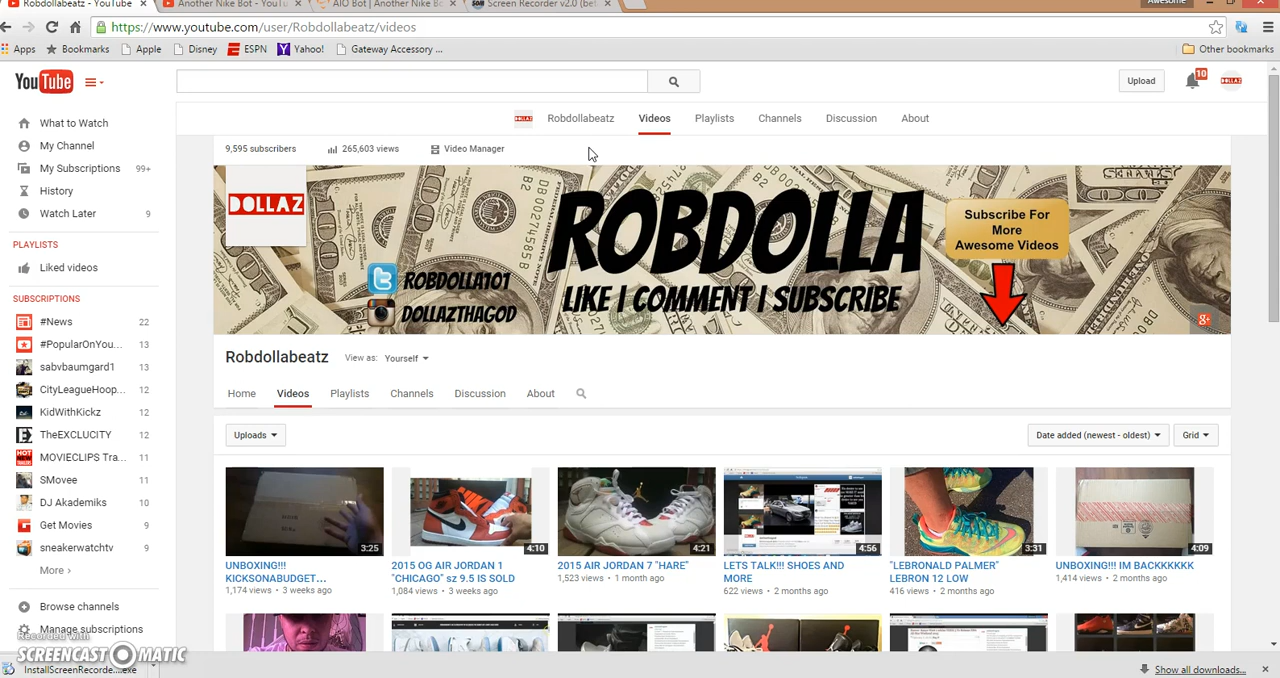 Robdollabeatz - YouTube
Another Nike Bot - YouTu
AIO Bot | Another Nike Bot
Screen Recorder v2.0 (be
Awesome
https://www.youtube.com/user/Robdollabeatz/videos
Apps Bookmarks Apple Disney ESPN Yahoo! Gateway Accessory ... Other bookmarks
YouTube
Upload
10
DOLLAZ
What to Watch
My Channel
My Subscriptions 99+
History
Watch Later 9
PLAYLISTS
Liked videos
SUBSCRIPTIONS
#News 22
#PopularOnYou... 13
sabvbaumgard1 13
CityLeagueHoop... 12
KidWithKickz 12
TheEXCLUCITY 12
MOVIECLIPS Tra... 11
SMovee 11
DJ Akademiks 10
Get Movies 9
sneakerwatchtv 9
More ›
Browse channels
Manage subscriptions
DOLLAZ Robdollabeatz Videos Playlists Channels Discussion About
9,595 subscribers 265,603 views Video Manager
DOLLAZ
ROBDOLLA
LIKE | COMMENT | SUBSCRIBE
ROBDOLLA101
DOLLAZTHAGOD
Subscribe For
More
Awesome Videos
g+
Robdollabeatz View as: Yourself
Home Videos Playlists Channels Discussion About
Uploads Date added (newest - oldest) Grid
3:25 4:10 4:21 4:56 3:31 4:09
UNBOXING!!!
KICKSONABUDGET...
1,174 views • 3 weeks ago
2015 OG AIR JORDAN 1
"CHICAGO" sz 9.5 IS SOLD
1,084 views • 3 weeks ago
2015 AIR JORDAN 7 "HARE"
1,523 views • 1 month ago
LETS TALK!!! SHOES AND
MORE
622 views • 2 months ago
"LEBRONALD PALMER"
LEBRON 12 LOW
416 views • 2 months ago
UNBOXING!!! IM BACKKKKKK
1,414 views • 2 months ago
Recorded with
SCREENCAST-O-MATIC
InstallScreenRecorde....exe
Show all downloads...